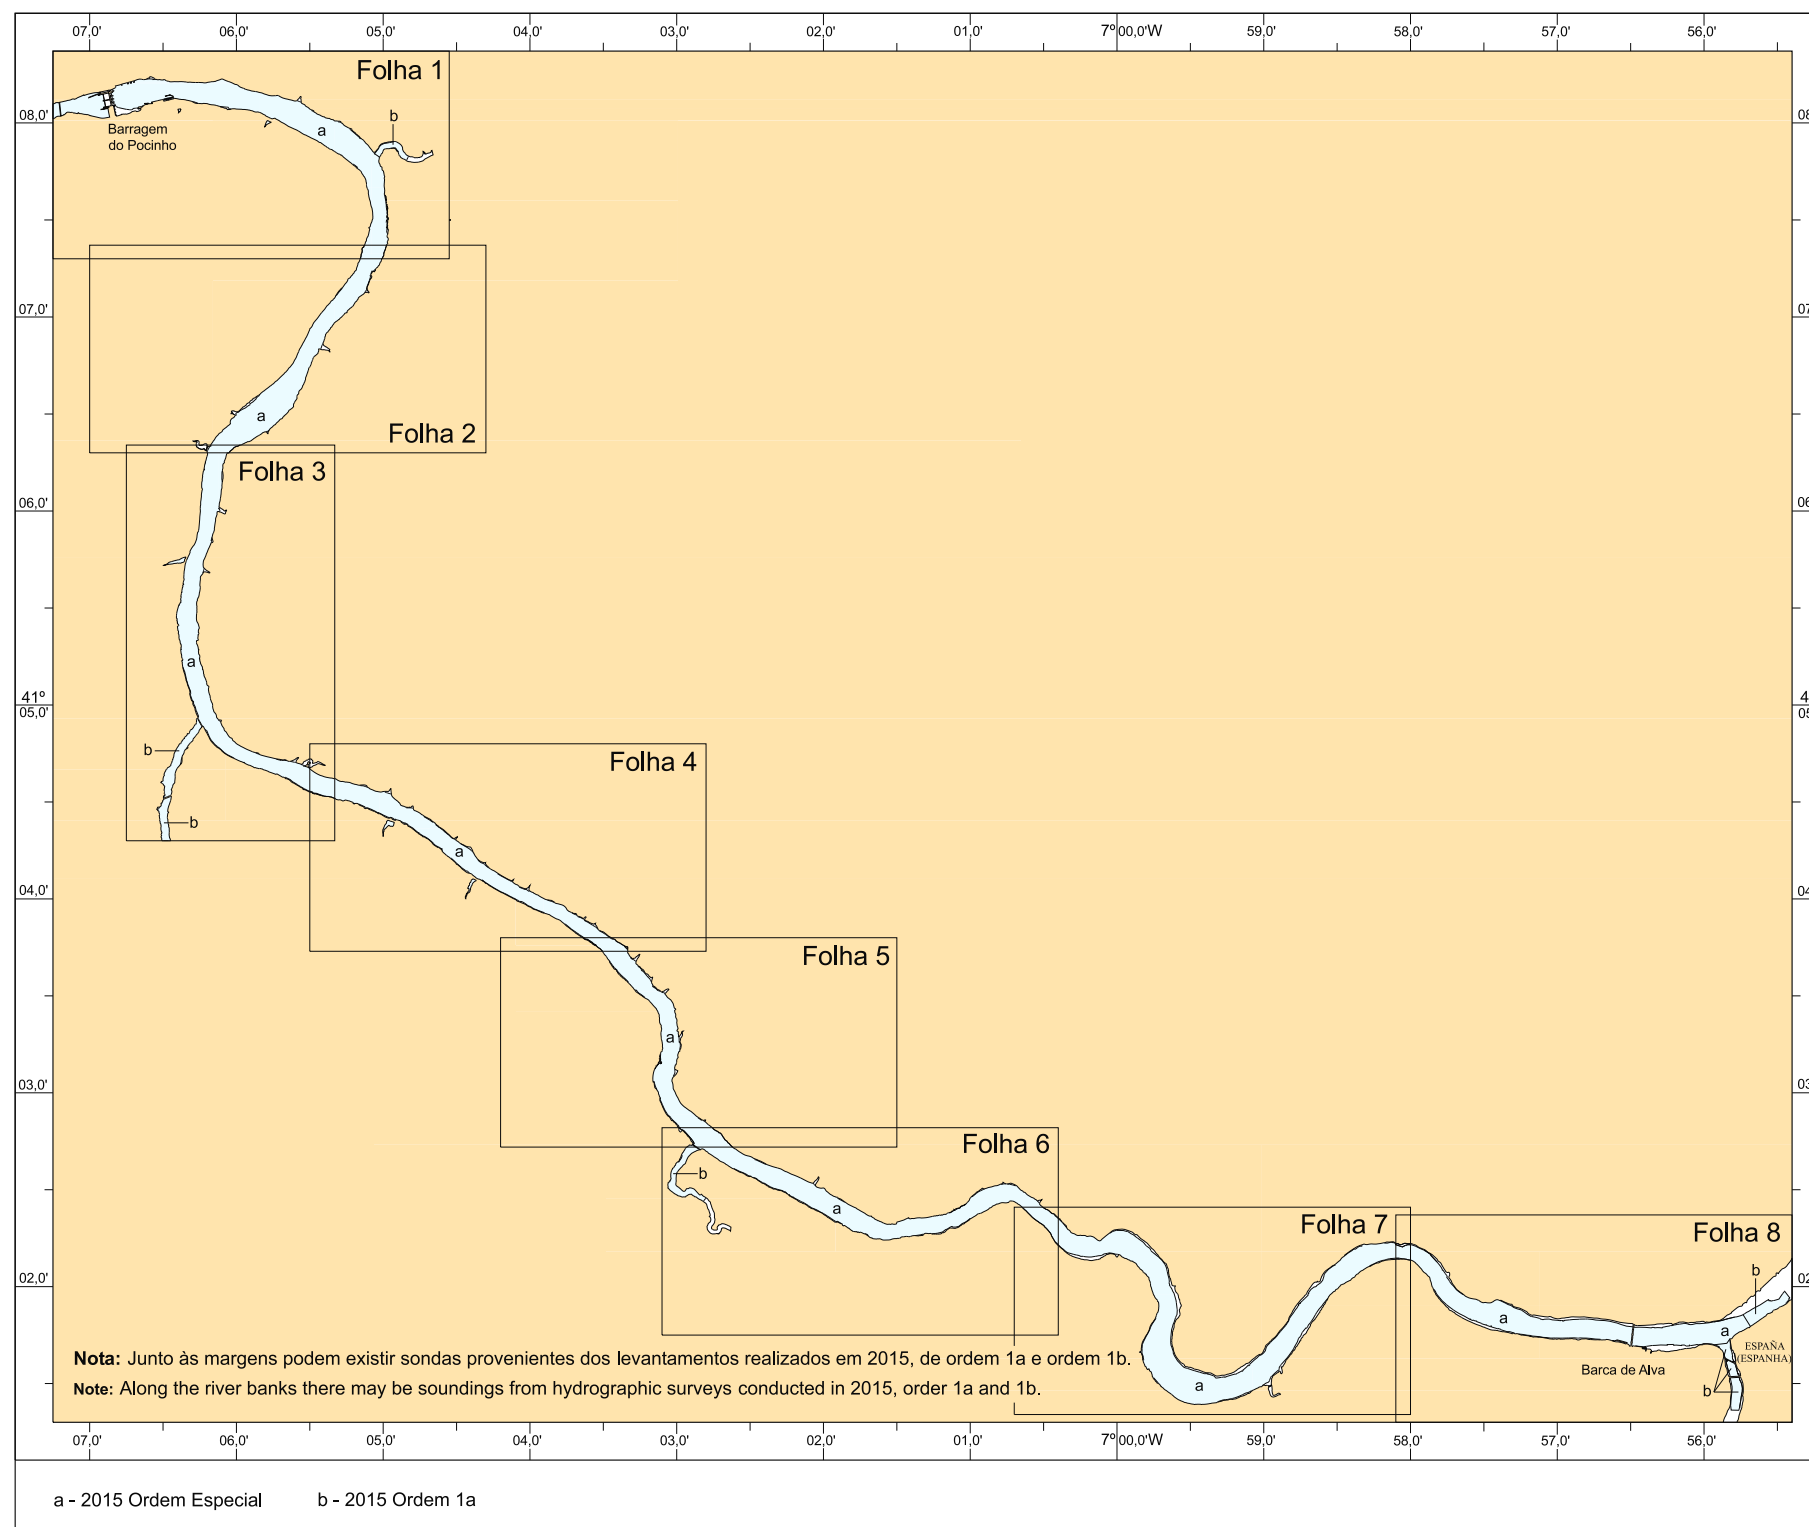 07,0' 06,0' 05,0' 04,0' 03,0' 02,0' 01,0' 7°00,0'W 59,0' 58,0' 57,0' 56,0'
Folha 1
08,0'
a
b
Barragem
do Pocinho
07,0'
a
Folha 2
Folha 3
06,0'
a
41°
05,0'
b
Folha 4
b
a
04,0'
Folha 5
a
03,0'
Folha 6
b
a
Folha 7
Folha 8
02,0'
b
a
a
ESPAÑA
(ESPANHA)
Barca de Alva
b
a
Nota: Junto às margens podem existir sondas provenientes dos levantamentos realizados em 2015, de ordem 1a e ordem 1b.
Note: Along the river banks there may be soundings from hydrographic surveys conducted in 2015, order 1a and 1b.
07,0' 06,0' 05,0' 04,0' 03,0' 02,0' 01,0' 7°00,0'W 59,0' 58,0' 57,0' 56,0'
a - 2015 Ordem Especial b - 2015 Ordem 1a